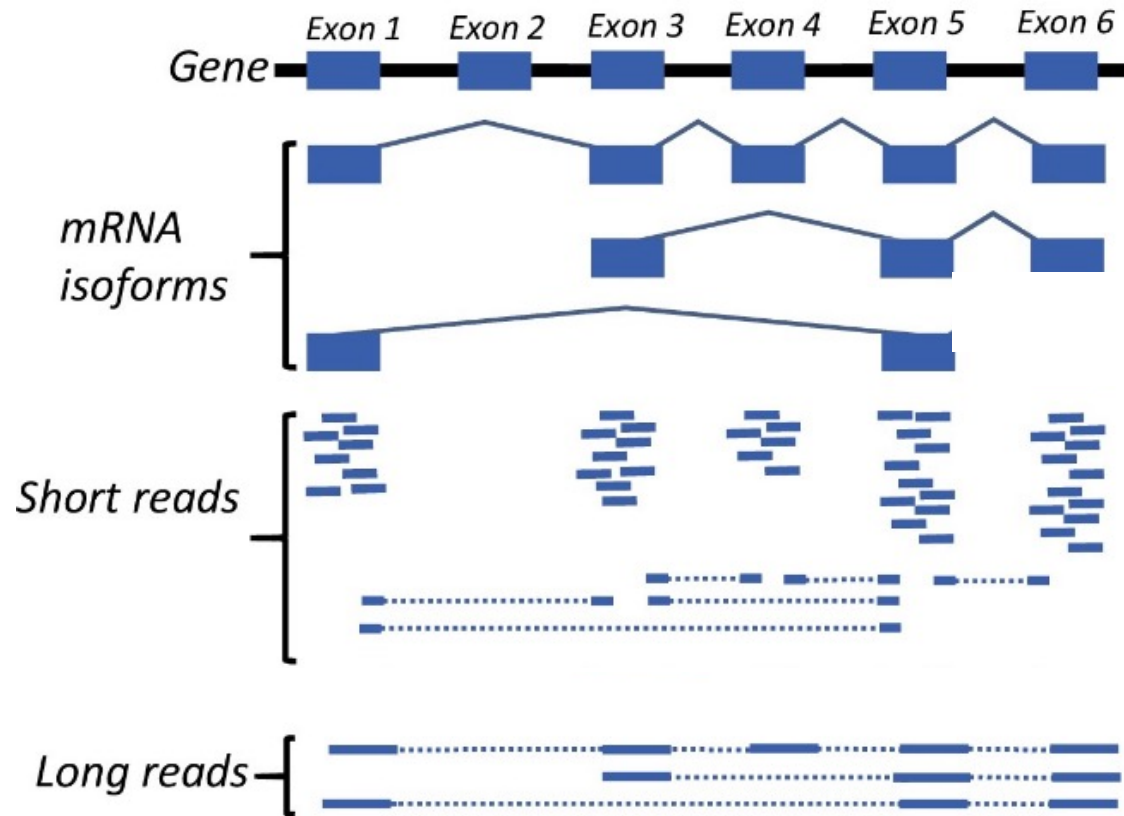 Exon 1 Exon 2 Exon 3 Exon 4 Exon 5 Exon 6
Gene
mRNA
isoforms
Short reads
Long reads